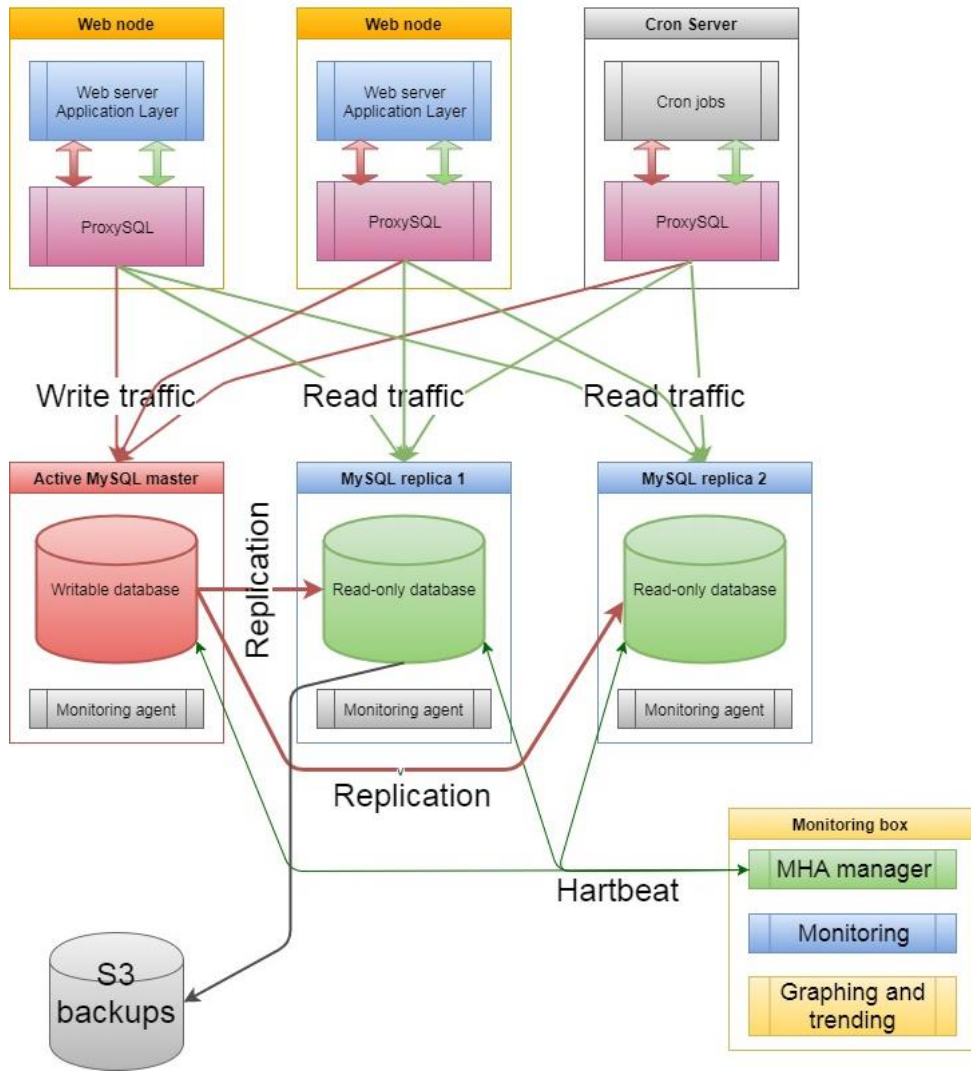 Web node
Web server
Application Layer
ProxySQL
Web node
Web server
Application Layer
ProxySQL
Cron Server
Cron jobs
ProxySQL
Write traffic
Read traffic
Read traffic
Active MySQL master
Writable database
Monitoring agent
Replication
MySQL replica 1
Read-only database
Monitoring agent
MySQL replica 2
Read-only database
Monitoring agent
Replication
Hartbeat
Monitoring box
MHA manager
Monitoring
Graphing and
trending
S3
backups